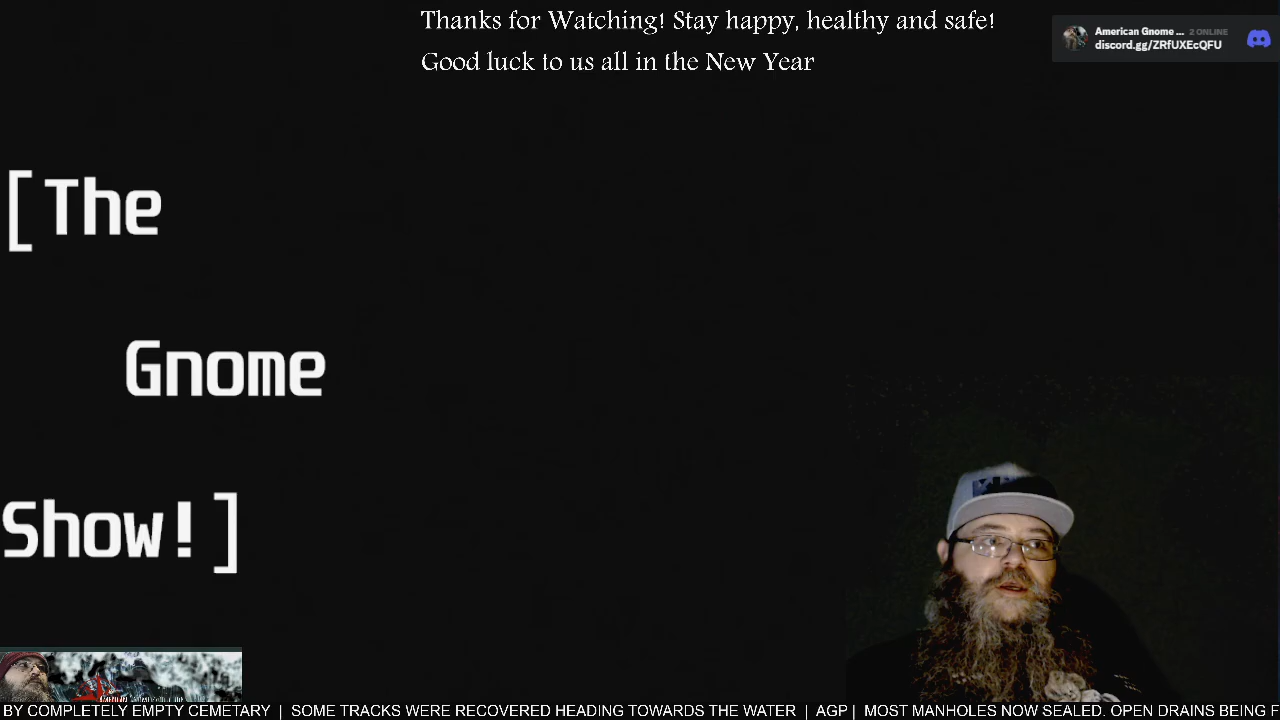 Thanks for Watching! Stay happy, healthy and safe!
Good luck to us all in the New Year
American Gnome ... 2 ONLINE
discord.gg/ZRfUXEcQFU
[The
Gnome
Show!]
BY COMPLETELY EMPTY CEMETARY | SOME TRACKS WERE RECOVERED HEADING TOWARDS THE WATER | AGP | MOST MANHOLES NOW SEALED. OPEN DRAINS BEING